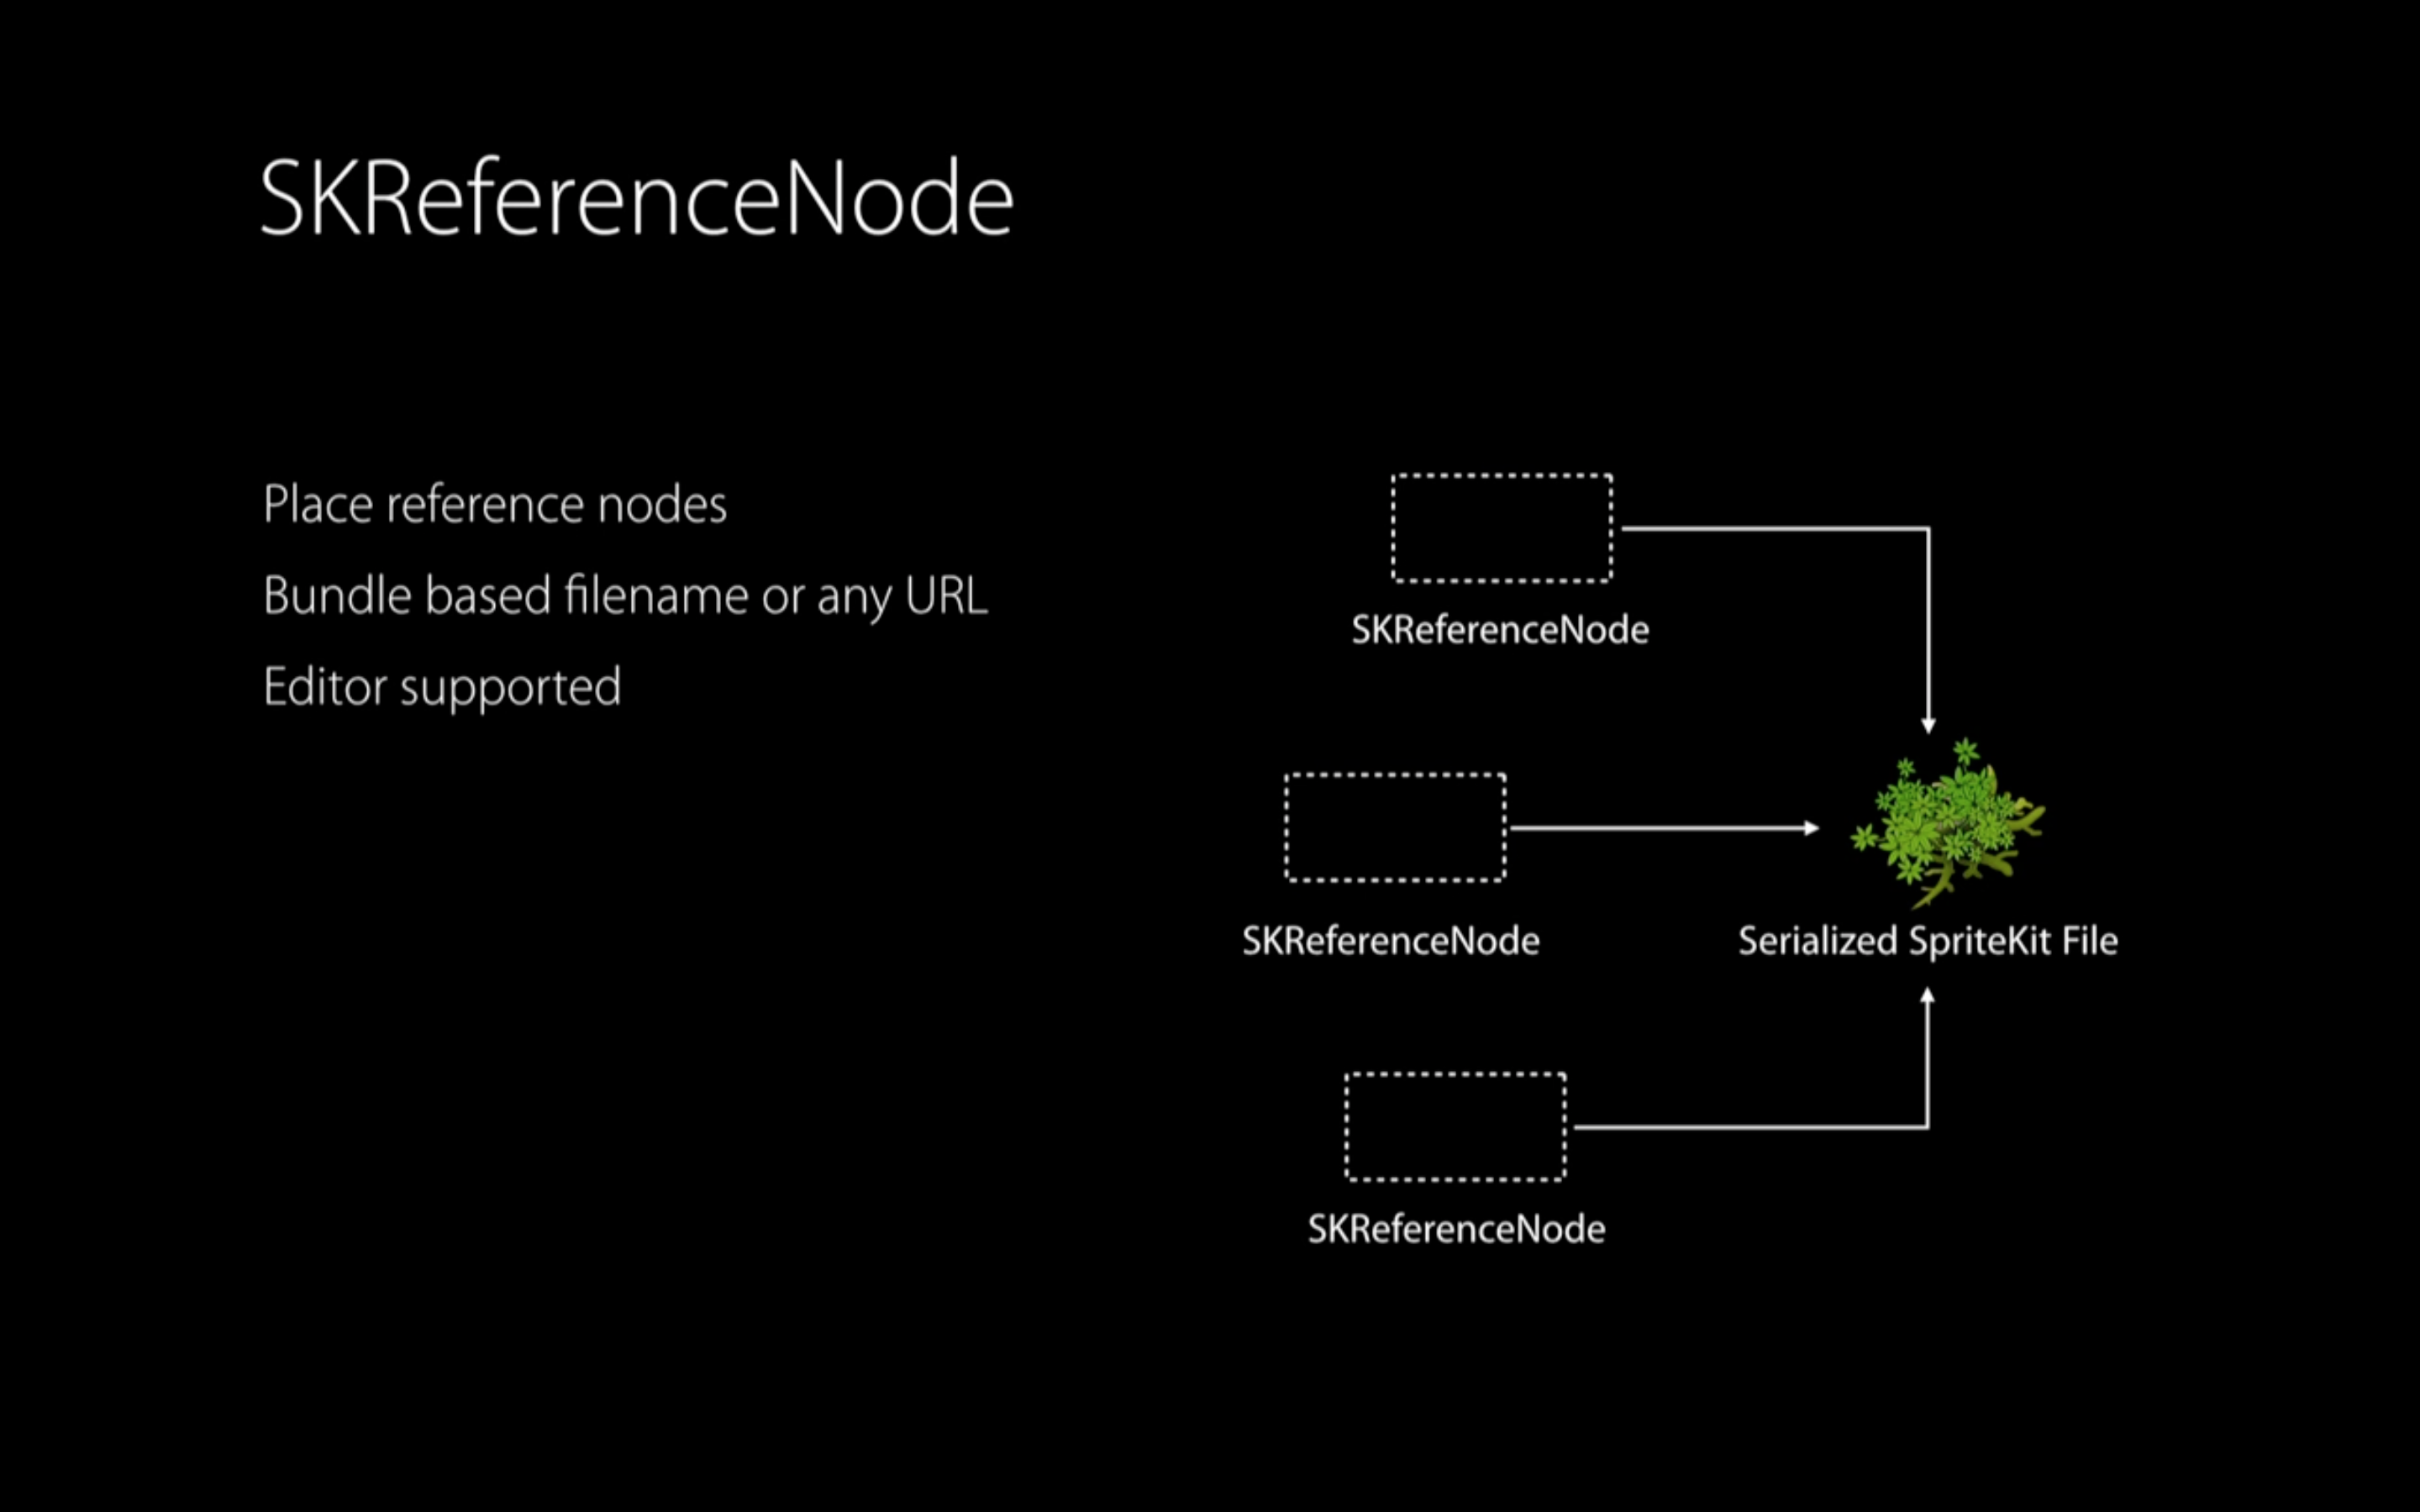 SKReferenceNode
Place reference nodes
Bundle based filename or any URL
Editor supported
SKReferenceNode
SKReferenceNode
Serialized SpriteKit File
SKReferenceNode